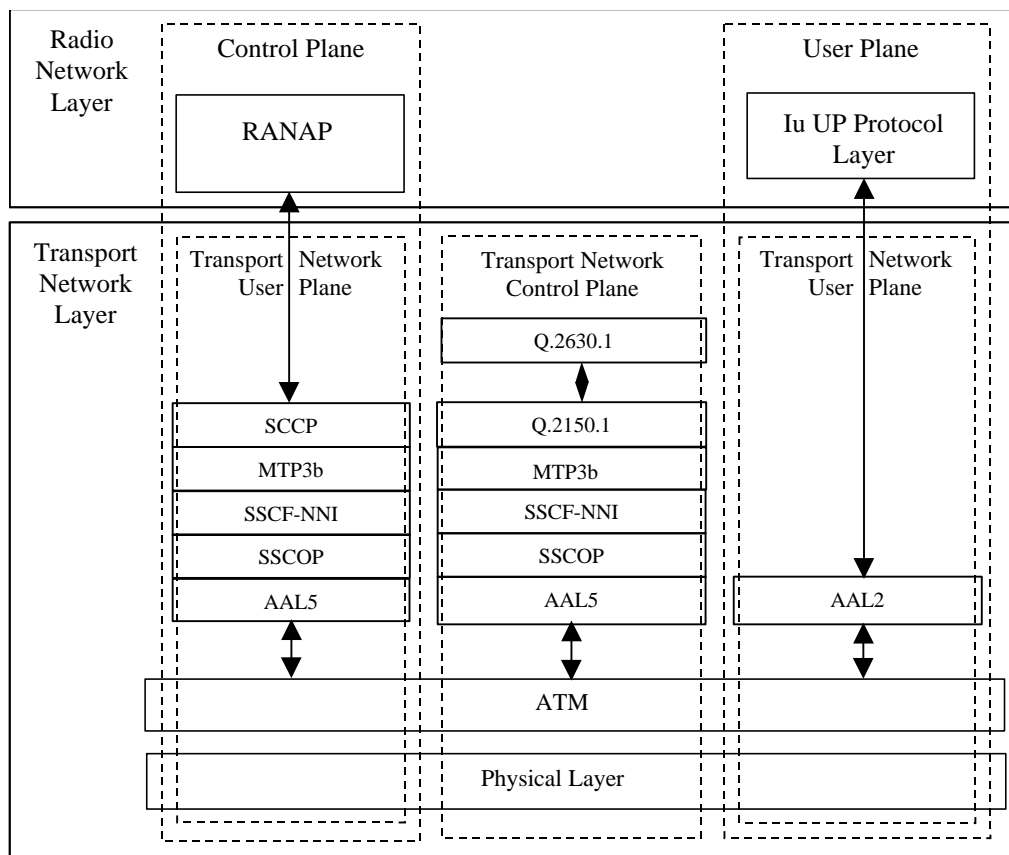 Radio
Network
Layer
Control Plane
User Plane
RANAP
Iu UP Protocol
Layer
Transport
Network
Layer
Transport Network
User Plane
Transport Network
Control Plane
Transport Network
User Plane
Q.2630.1
SCCP
Q.2150.1
MTP3b
MTP3b
SSCF-NNI
SSCF-NNI
SSCOP
SSCOP
AAL5
AAL5
AAL2
ATM
Physical Layer